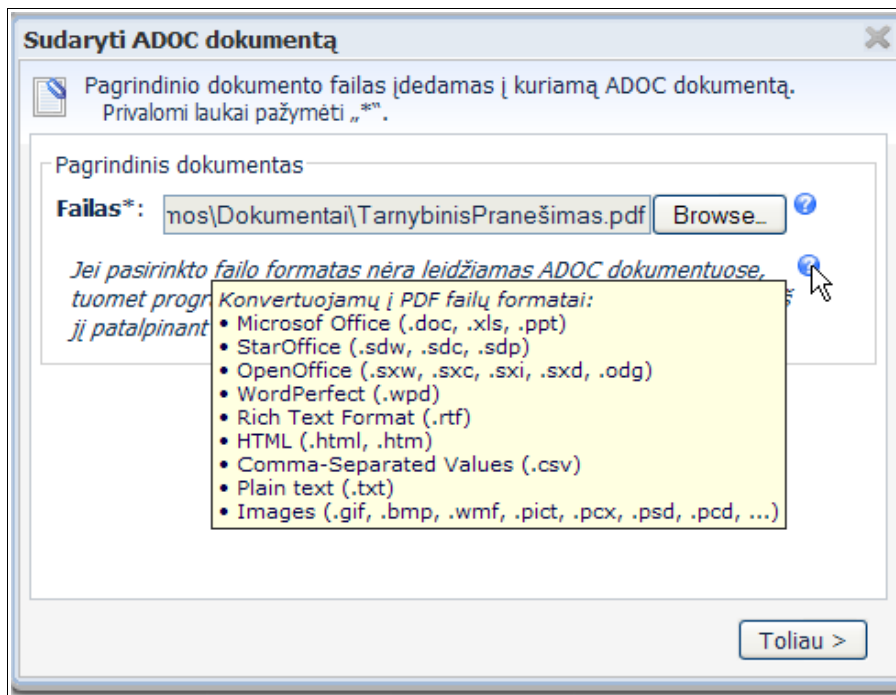 Sudaryti ADOC dokumentą
Pagrindinio dokumento failas įdedamas į kuriamą ADOC dokumentą.
Privalomi laukai pažymėti „*“.
Pagrindinis dokumentas
Failas*: mos\Dokumentai\TarnybinisPranešimas.pdf Browse...
Jei pasirinkto failo formatas nėra leidžiamas ADOC dokumentuose,
tuomet
jį patalpinant
Konvertuojamų į PDF failų formatai:
• Microsof Office (.doc, .xls, .ppt)
• StarOffice (.sdw, .sdc, .sdp)
• OpenOffice (.sxw, .sxc, .sxi, .sxd, .odg)
• WordPerfect (.wpd)
• Rich Text Format (.rtf)
• HTML (.html, .htm)
• Comma-Separated Values (.csv)
• Plain text (.txt)
• Images (.gif, .bmp, .wmf, .pict, .pcx, .psd, .pcd, ...)
Toliau >